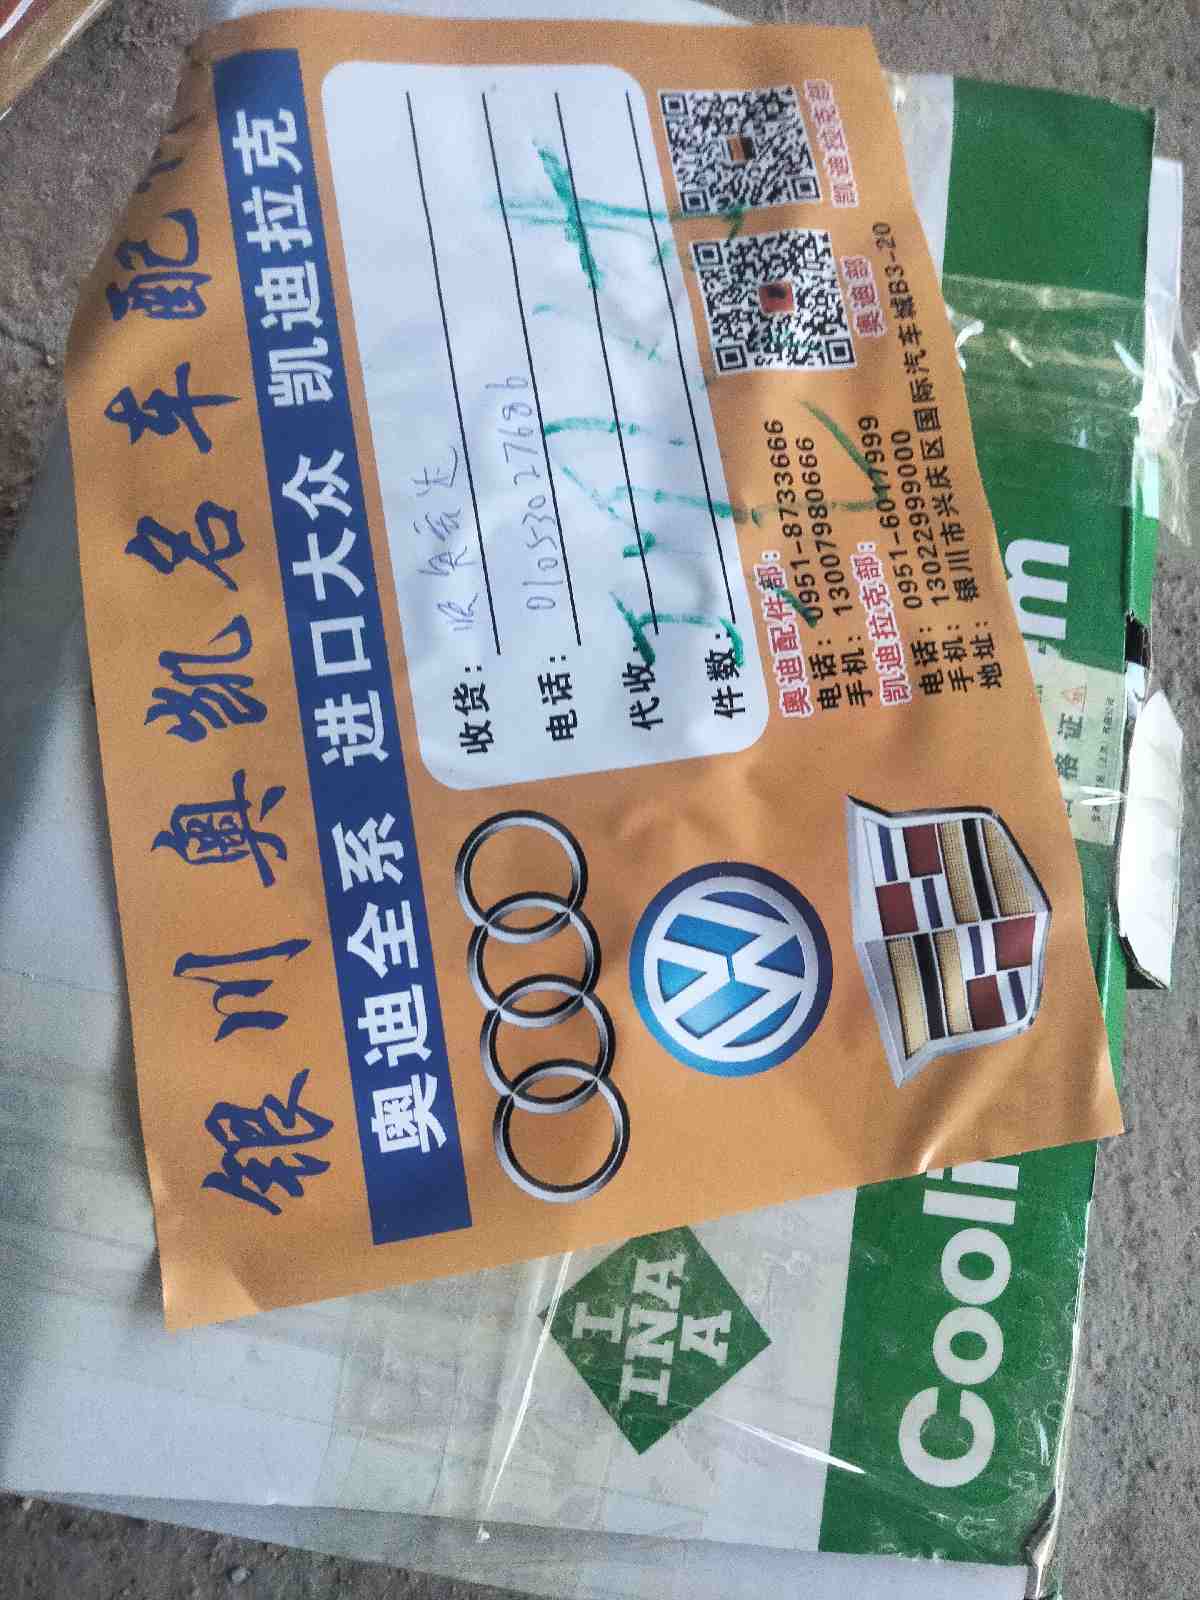 银川奥凯名车配
奥迪全系 进口大众 凯迪拉克
收货:
电话:
代收:
件数:
奥迪配件部:
电话: 0951-8733666
手机: 13007980666
凯迪拉克部:
电话: 0951-6017999
手机: 13022999000
地址: 银川市兴庆区国际汽车城B3-20
奥迪部
凯迪拉克部
I
INA
A
Cooli
m
格证